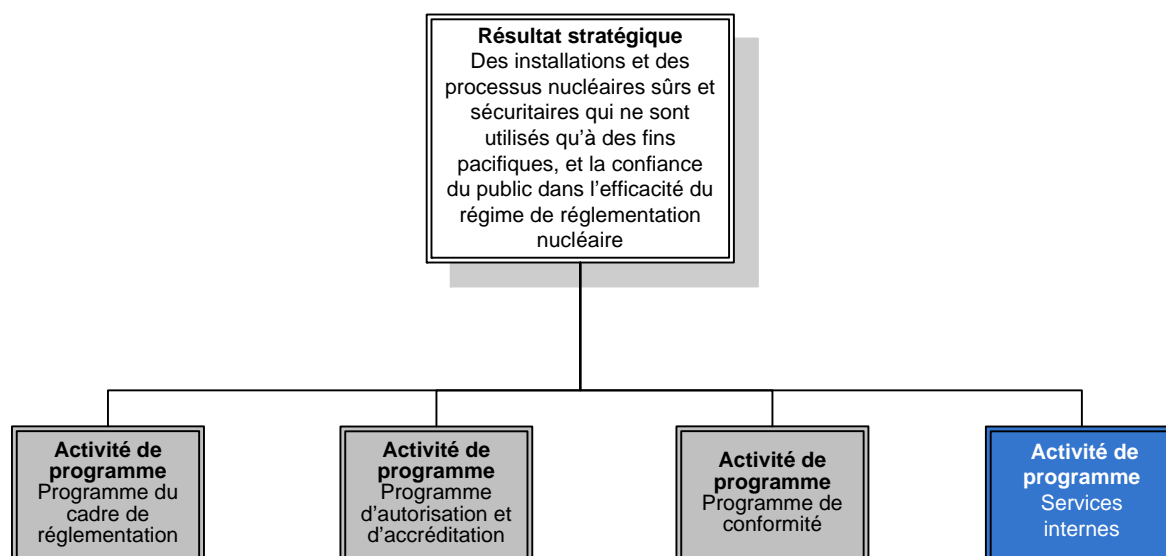 Résultat stratégique
Des installations et des
processus nucléaires sûrs et
sécuritaires qui ne sont
utilisés qu'à des fins
pacifiques, et la confiance
du public dans l'efficacité du
régime de réglementation
nucléaire
Activité de
programme
Programme du
cadre de
réglementation
Activité de
programme
Programme
d'autorisation et
d'accréditation
Activité de
programme
Programme de
conformité
Activité de
programme
Services
internes